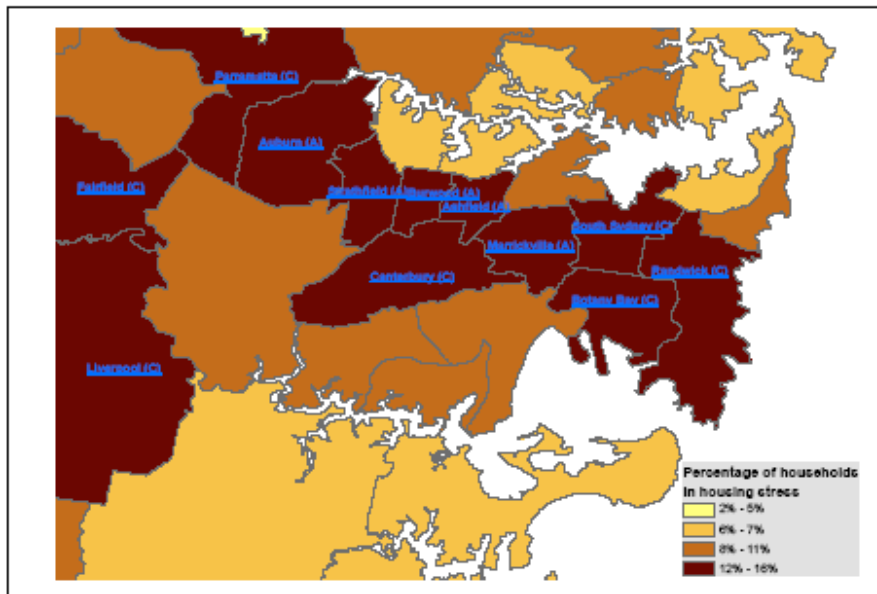 Parramatta (C)
Auburn (A)
Fairfield (C)
Strathfield (A)
Burwood (A)
Ashfield (A)
South Sydney (C)
Marrickville (A)
Randwick (C)
Canterbury (C)
Botany Bay (C)
Liverpool (C)
Percentage of households
in housing stress
2% - 5%
6% - 7%
8% - 11%
12% - 16%